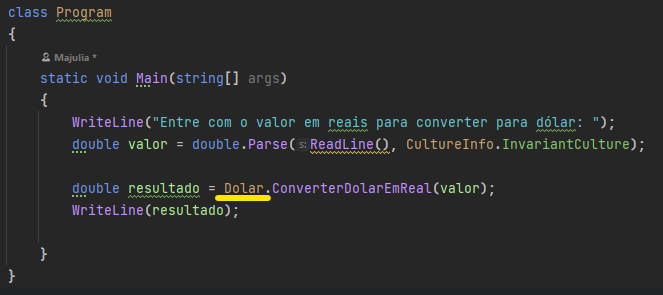 class Program
{
Majulia *
static void Main(string[] args)
{
WriteLine("Entre com o valor em reais para converter para dólar: ");
double valor = double.Parse(s:ReadLine(), CultureInfo.InvariantCulture);
double resultado = Dolar.ConverterDolarEmReal(valor);
WriteLine(resultado);
}
}